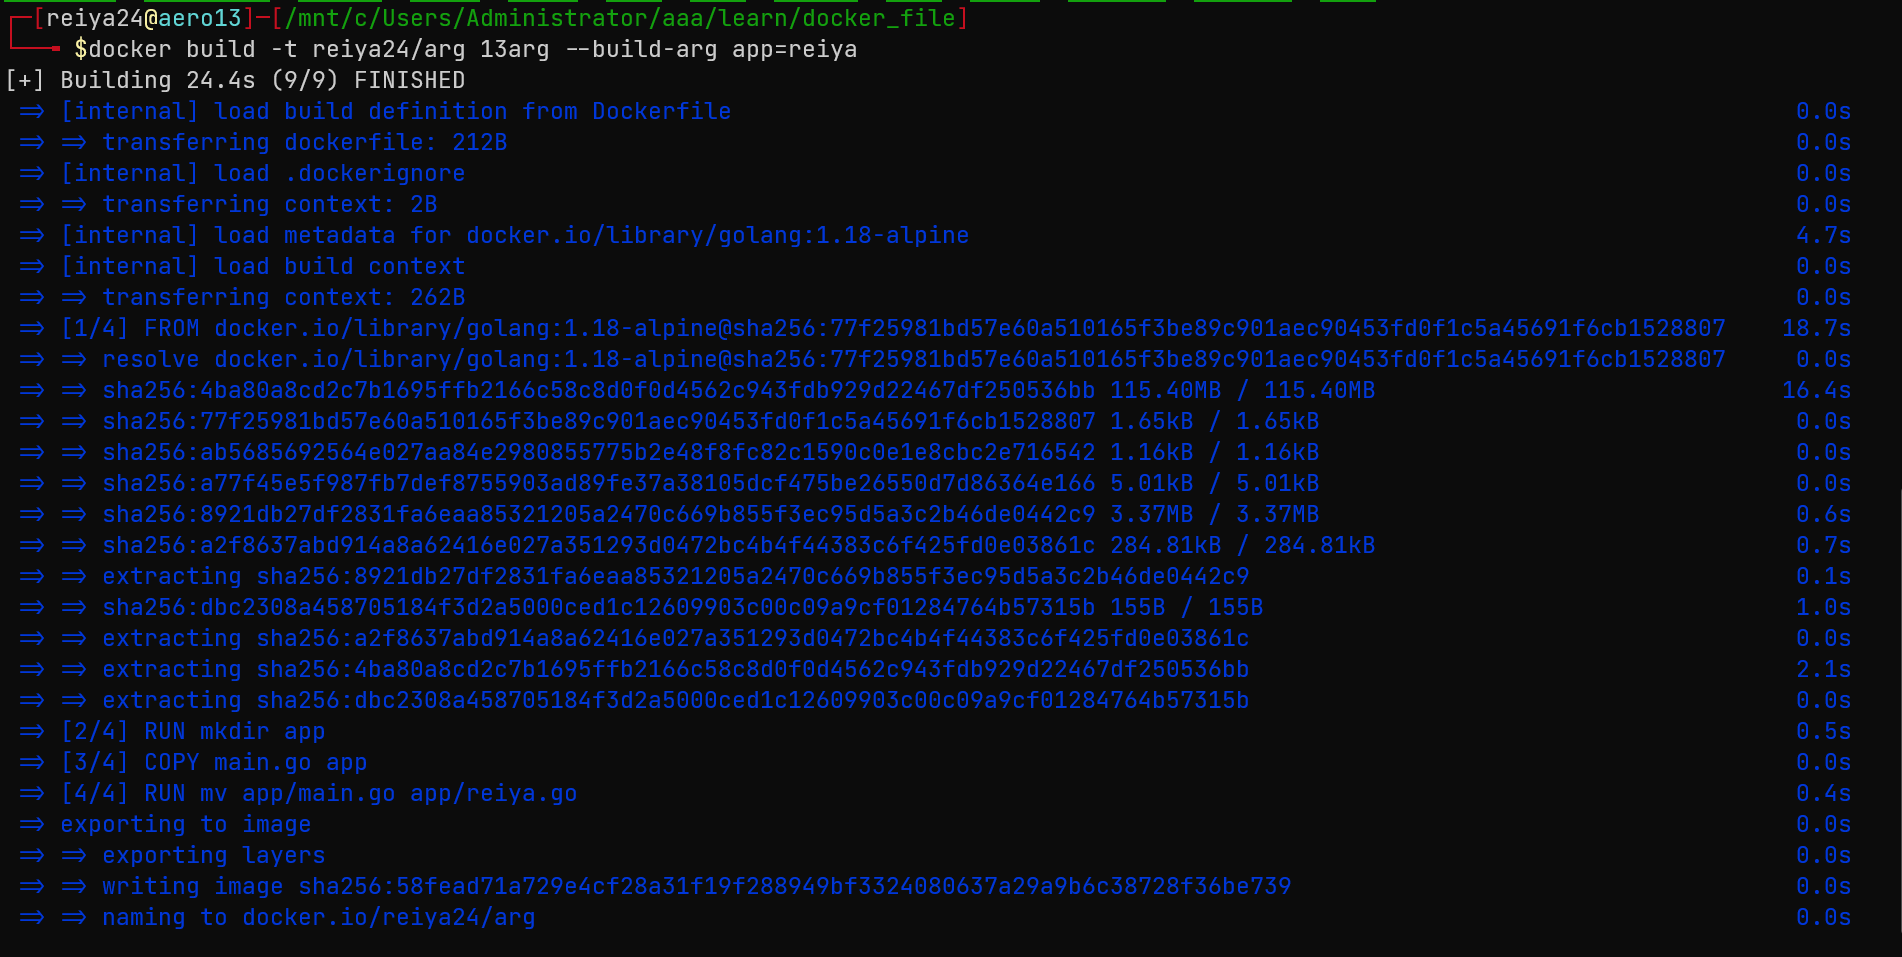 [reiya24@aero13]-[/mnt/c/Users/Administrator/aaa/learn/docker_file]
$docker build -t reiya24/arg 13arg --build-arg app=reiya
[+] Building 24.4s (9/9) FINISHED
=> [internal] load build definition from Dockerfile 0.0s
=> => transferring dockerfile: 212B 0.0s
=> [internal] load .dockerignore 0.0s
=> => transferring context: 2B 0.0s
=> [internal] load metadata for docker.io/library/golang:1.18-alpine 4.7s
=> [internal] load build context 0.0s
=> => transferring context: 262B 0.0s
=> [1/4] FROM docker.io/library/golang:1.18-alpine@sha256:77f25981bd57e60a510165f3be89c901aec90453fd0f1c5a45691f6cb1528807 18.7s
=> => resolve docker.io/library/golang:1.18-alpine@sha256:77f25981bd57e60a510165f3be89c901aec90453fd0f1c5a45691f6cb1528807 0.0s
=> => sha256:4ba80a8cd2c7b1695ffb2166c58c8d0f0d4562c943fdb929d22467df250536bb 115.40MB / 115.40MB 16.4s
=> => sha256:77f25981bd57e60a510165f3be89c901aec90453fd0f1c5a45691f6cb1528807 1.65kB / 1.65kB 0.0s
=> => sha256:ab5685692564e027aa84e2980855775b2e48f8fc82c1590c0e1e8cbc2e716542 1.16kB / 1.16kB 0.0s
=> => sha256:a77f45e5f987fb7def8755903ad89fe37a38105dcf475be26550d7d86364e166 5.01kB / 5.01kB 0.0s
=> => sha256:8921db27df2831fa6eaa85321205a2470c669b855f3ec95d5a3c2b46de0442c9 3.37MB / 3.37MB 0.6s
=> => sha256:a2f8637abd914a8a62416e027a351293d0472bc4b4f44383c6f425fd0e03861c 284.81kB / 284.81kB 0.7s
=> => extracting sha256:8921db27df2831fa6eaa85321205a2470c669b855f3ec95d5a3c2b46de0442c9 0.1s
=> => sha256:dbc2308a458705184f3d2a5000ced1c12609903c00c09a9cf01284764b57315b 155B / 155B 1.0s
=> => extracting sha256:a2f8637abd914a8a62416e027a351293d0472bc4b4f44383c6f425fd0e03861c 0.0s
=> => extracting sha256:4ba80a8cd2c7b1695ffb2166c58c8d0f0d4562c943fdb929d22467df250536bb 2.1s
=> => extracting sha256:dbc2308a458705184f3d2a5000ced1c12609903c00c09a9cf01284764b57315b 0.0s
=> [2/4] RUN mkdir app 0.5s
=> [3/4] COPY main.go app 0.0s
=> [4/4] RUN mv app/main.go app/reiya.go 0.4s
=> exporting to image 0.0s
=> => exporting layers 0.0s
=> => writing image sha256:58fead71a729e4cf28a31f19f288949bf3324080637a29a9b6c38728f36be739 0.0s
=> => naming to docker.io/reiya24/arg 0.0s